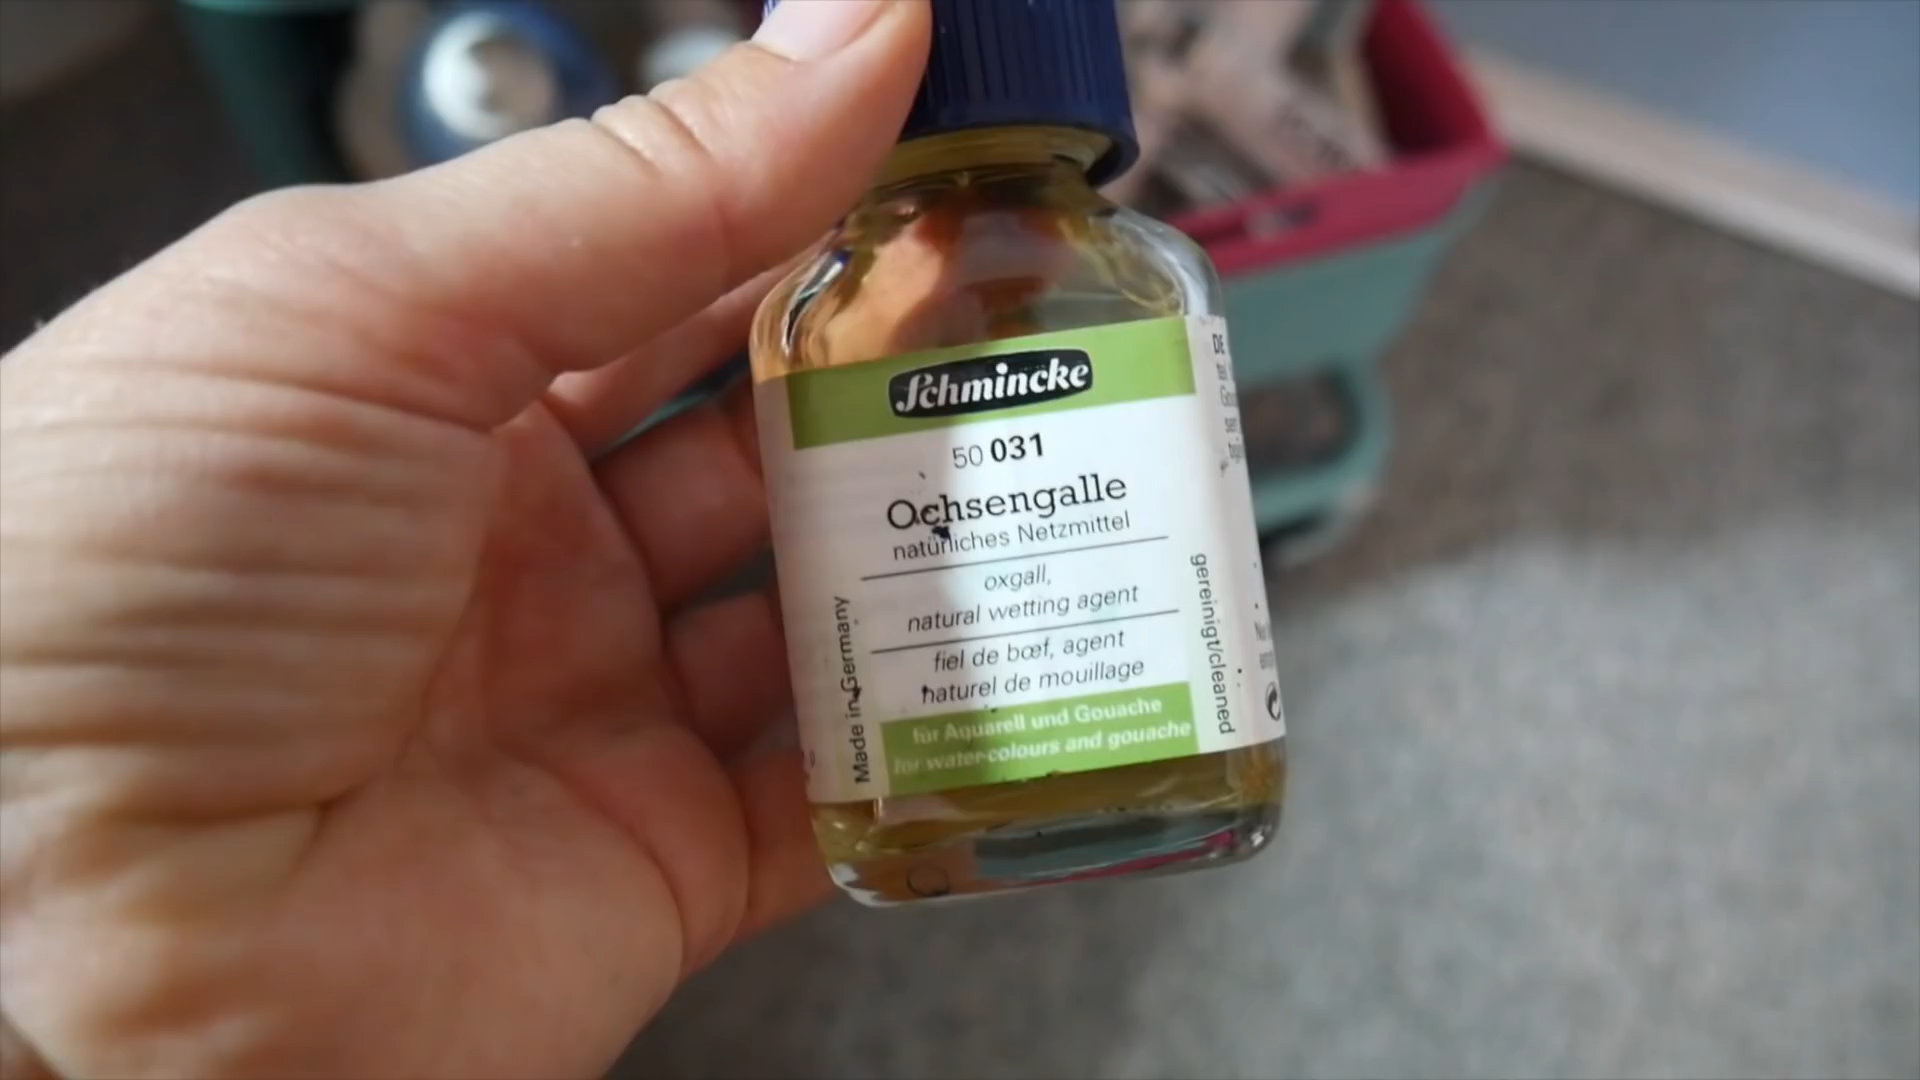 Schmincke
50 031
Ochsengalle
natürliches Netzmittel
oxgall,
natural wetting agent
fiel de bœf, agent
naturel de mouillage
für Aquarell und Gouache
for water-colours and gouache
Made in Germany
gereinigt/cleaned
DE